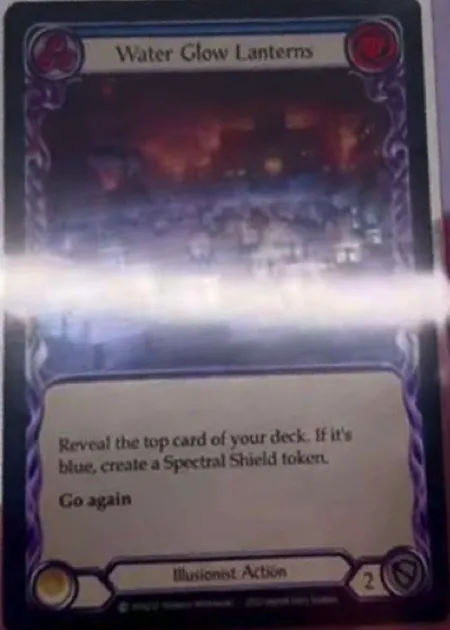 Water Glow Lanterns
Reveal the top card of your deck. If it's
blue, create a Spectral Shield token.
Go again
Illusionist Action
2